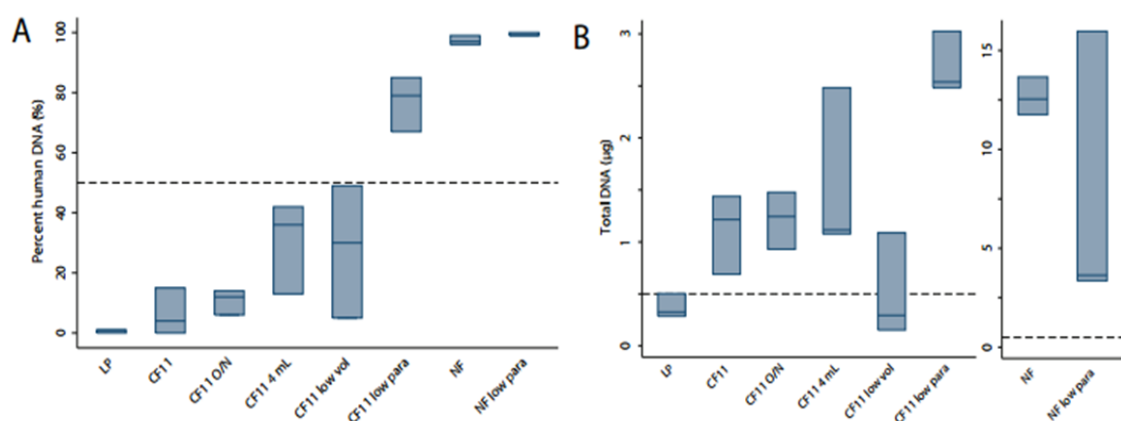 A
Percent human DNA (%)
100
80
60
40
20
0
LP
CF11
CF11 O/N
CF11 4 mL
CF11 low vol
CF11 low para
NF
NF low para
B
Total DNA (µg)
3
2
1
0
LP
CF11
CF11 O/N
CF11 4 mL
CF11 low vol
CF11 low para
15
10
5
0
NF
NF low para